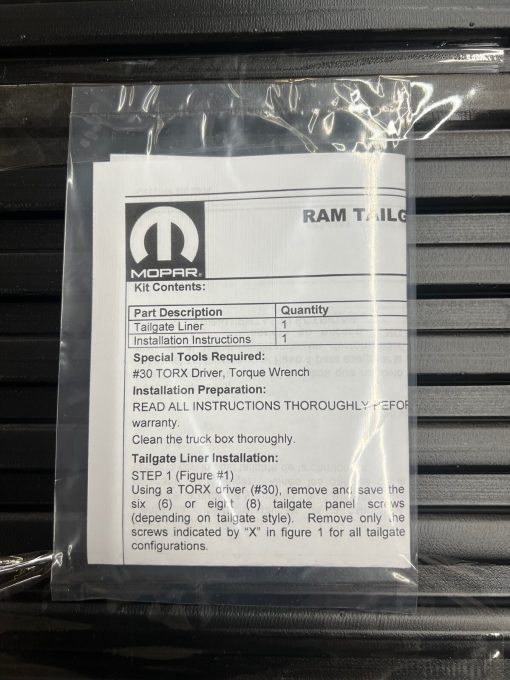 RAM TAILG
MOPAR®
Kit Contents:
Part Description Quantity
Tailgate Liner 1
Installation Instructions 1
Special Tools Required:
#30 TORX Driver, Torque Wrench
Installation Preparation:
READ ALL INSTRUCTIONS THOROUGHLY BEFOR
warranty.
Clean the truck box thoroughly.
Tailgate Liner Installation:
STEP 1 (Figure #1)
Using a TORX driver (#30), remove and save the
six (6) or eight (8) tailgate panel screws
(depending on tailgate style). Remove only the
screws indicated by "X" in figure 1 for all tailgate
configurations.